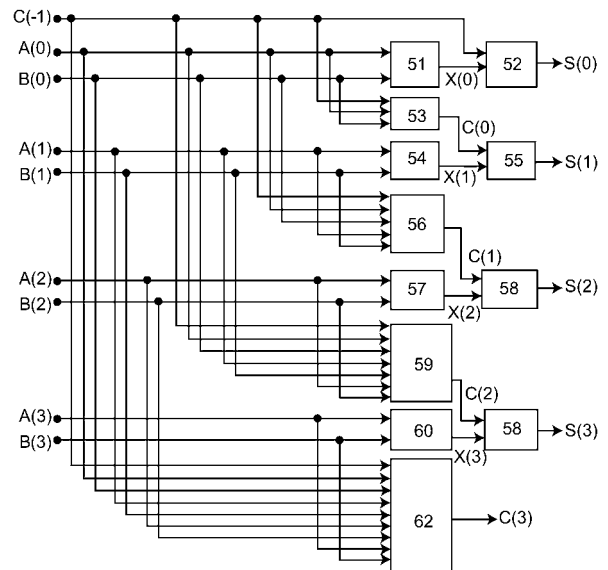 C(-1)
A(0)
B(0)
51
X(0)
52
S(0)
53
C(0)
A(1)
B(1)
54
X(1)
55
S(1)
56
C(1)
A(2)
B(2)
57
X(2)
58
S(2)
59
C(2)
A(3)
B(3)
60
X(3)
58
S(3)
62
C(3)